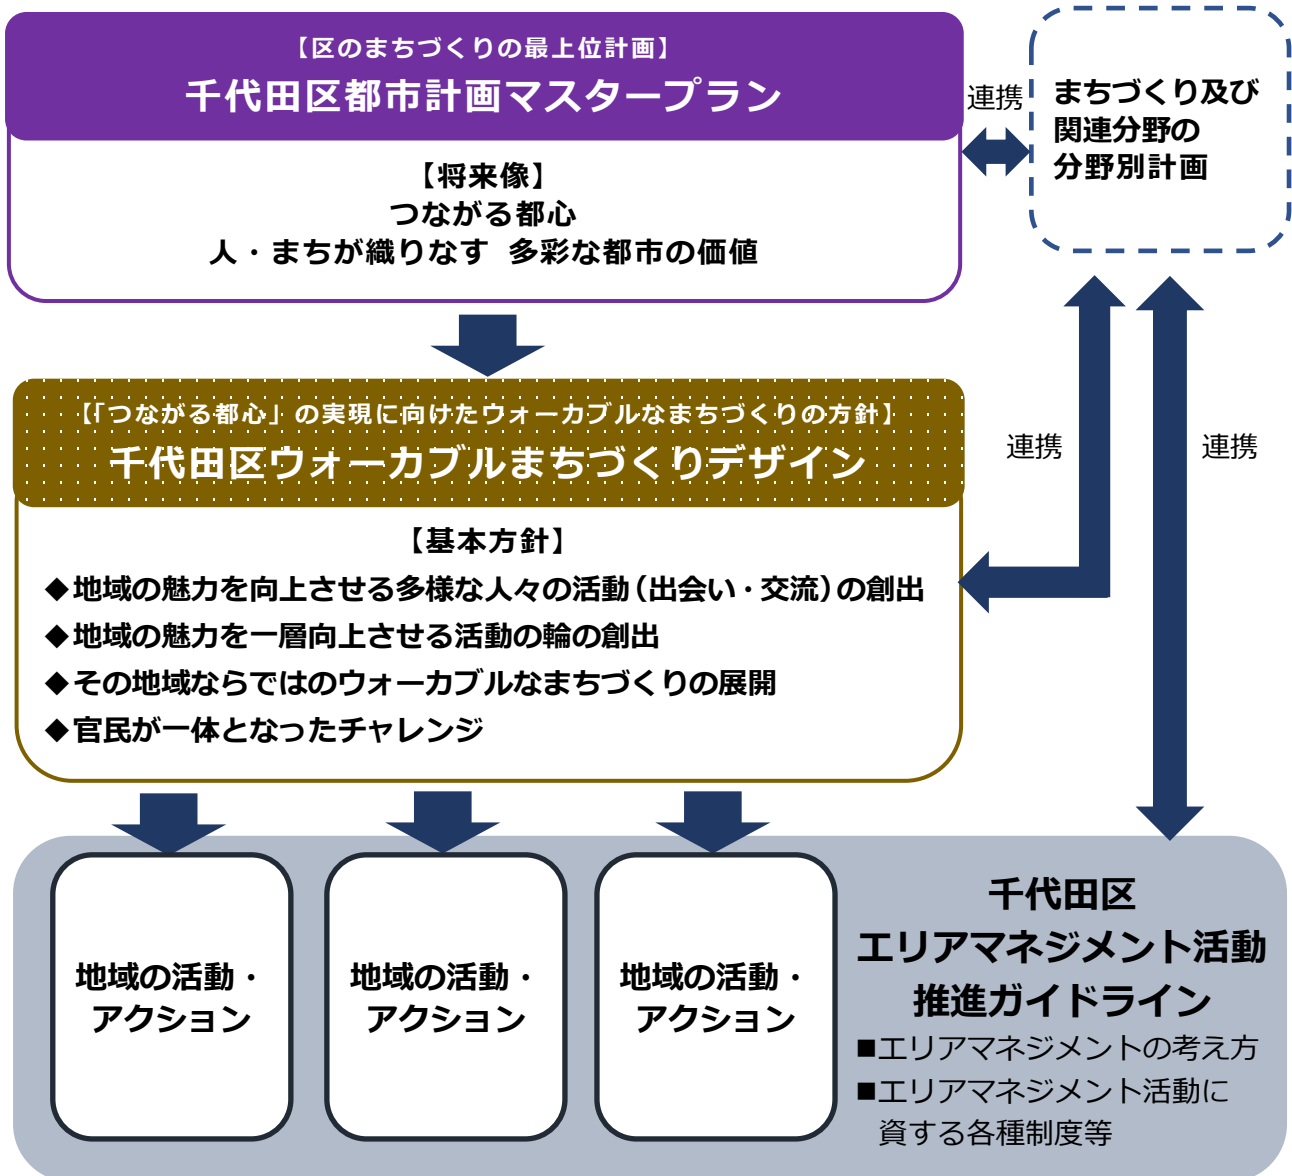 【区のまちづくりの最上位計画】
千代田区都市計画マスタープラン
【将来像】
つながる都心
人・まちが織りなす 多彩な都市の価値
連携
まちづくり及び
関連分野の
分野別計画
【「つながる都心」の実現に向けたウォーカブルなまちづくりの方針】
千代田区ウォーカブルまちづくりデザイン
【基本方針】
◆地域の魅力を向上させる多様な人々の活動(出会い・交流)の創出
◆地域の魅力を一層向上させる活動の輪の創出
◆その地域ならではのウォーカブルなまちづくりの展開
◆官民が一体となったチャレンジ
連携
連携
地域の活動・
アクション
地域の活動・
アクション
地域の活動・
アクション
千代田区
エリアマネジメント活動
推進ガイドライン
■エリアマネジメントの考え方
■エリアマネジメント活動に
資する各種制度等